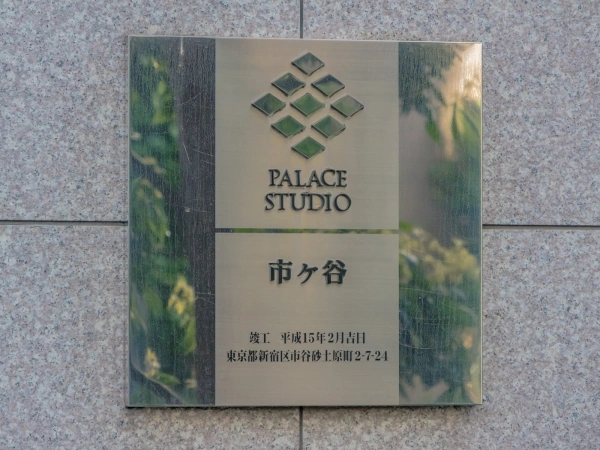 PALACE
STUDIO
市ヶ谷
竣工　平成15年2月吉日
東京都新宿区市谷砂土原町2-7-24